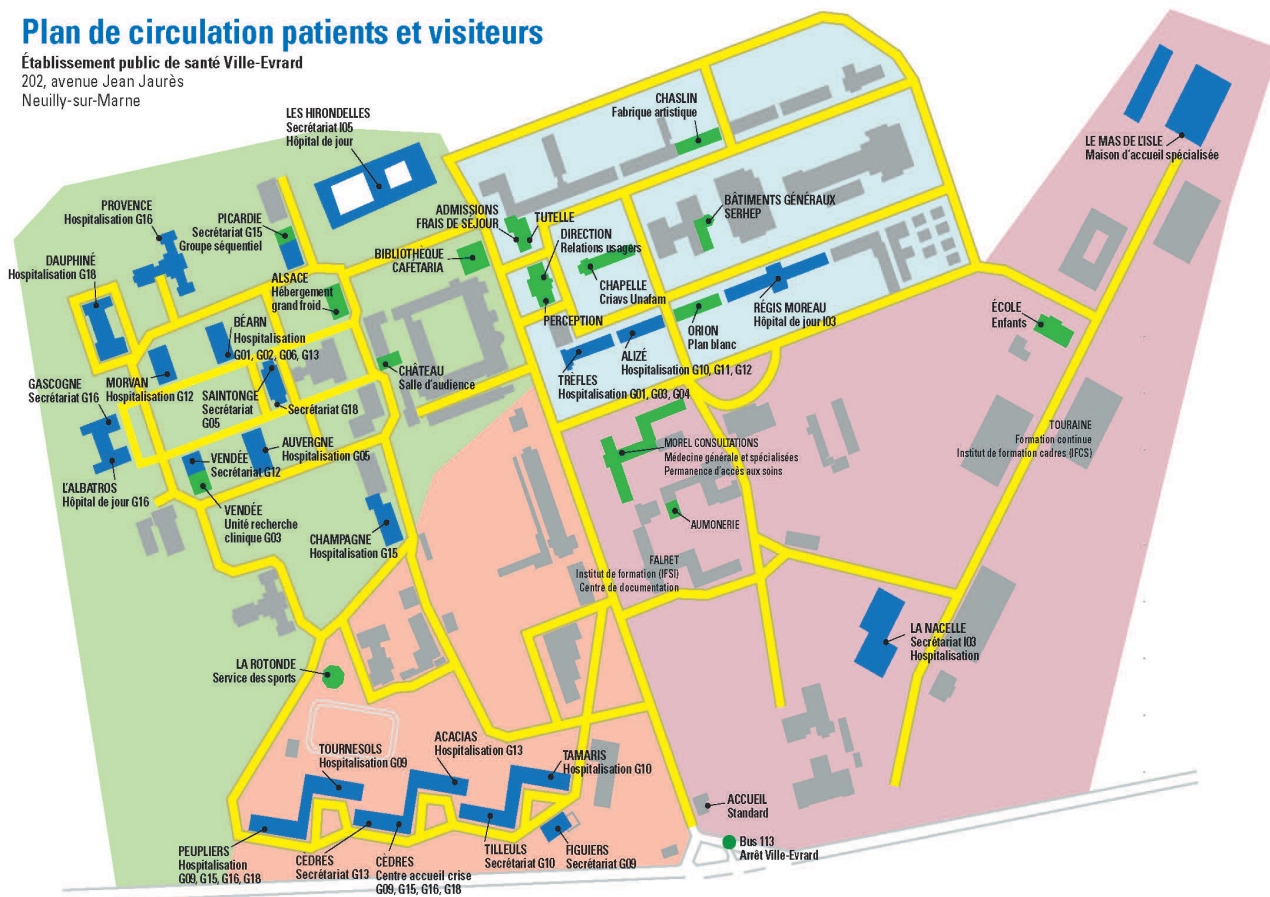 Plan de circulation patients et visiteurs
Établissement public de santé Ville-Evrard
202, avenue Jean Jaurès
Neuilly-sur-Marne
LES HIRONDELLES
Secrétariat I05
Hôpital de jour
CHASLIN
Fabrique artistique
LE MAS DE L'ISLE
Maison d'accueil spécialisée
PROVENCE
Hospitalisation G16
PICARDIE
Secrétariat G15
Groupe séquentiel
ADMISSIONS
FRAIS DE SÉJOUR
TUTELLE
DIRECTION
Relations usagers
BÂTIMENTS GÉNÉRAUX
SERHEP
DAUPHINÉ
Hospitalisation G18
BIBLIOTHÈQUE
CAFÉTARIA
ALSACE
Hébergement
grand froid
CHAPELLE
Criavs Unafam
PERCEPTION
RÉGIS MOREAU
Hôpital de jour I03
ORION
Plan blanc
ÉCOLE
Enfants
BÉARN
Hospitalisation
G01, G02, G06, G13
ALIZÉ
Hospitalisation G10, G11, G12
TRÈFLES
Hospitalisation G01, G03, G04
CHÂTEAU
Salle d'audience
MORVAN
Hospitalisation G12
GASCOGNE
Secrétariat G16
SAINTONGE
Secrétariat
G05
Secrétariat G18
AUVERGNE
Hospitalisation G05
VENDÉE
Secrétariat G12
TOURAINE
Formation continue
Institut de formation cadres (IFCS)
MOREL CONSULTATIONS
Médecine générale et spécialisées
Permanence d'accès aux soins
L'ALBATROS
Hôpital de jour G16
VENDÉE
Unité recherche
clinique G03
CHAMPAGNE
Hospitalisation G15
AUMONERIE
FALRET
Institut de formation (IFSI)
Centre de documentation
LA NACELLE
Secrétariat I03
Hospitalisation
LA ROTONDE
Service des sports
TOURNESOLS
Hospitalisation G09
ACACIAS
Hospitalisation G13
TAMARIS
Hospitalisation G10
ACCUEIL
Standard
Bus 113
Arrêt Ville-Evrard
PEUPLIERS
Hospitalisation
G09, G15, G16, G18
CÈDRES
Secrétariat G13
CÈDRES
Centre accueil crise
G09, G15, G16, G18
TILLEULS
Secrétariat G10
FIGUIERS
Secrétariat G09